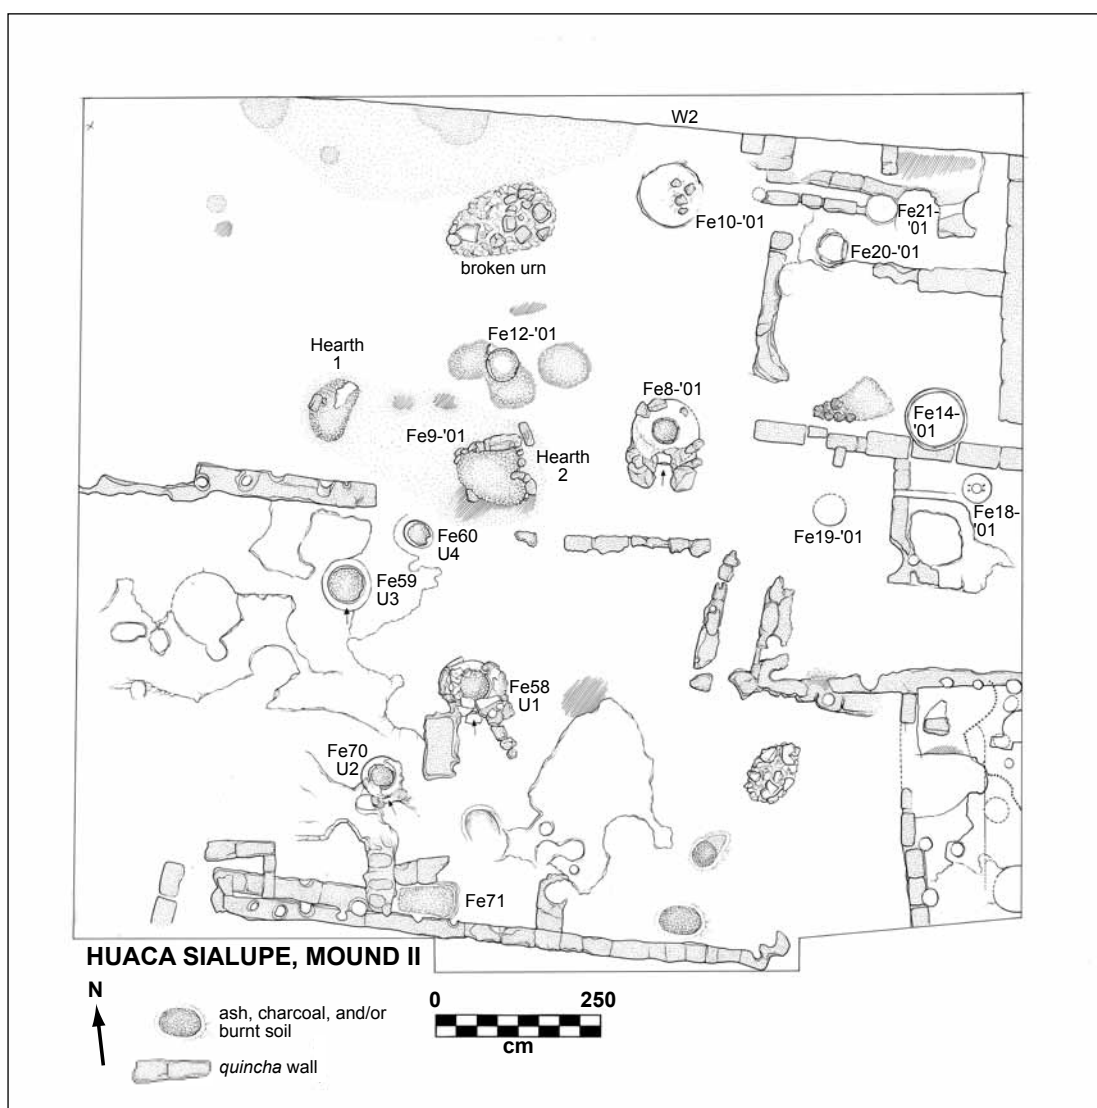 W2
Fe10-'01
Fe21-
'01
Fe20-'01
broken urn
Fe12-'01
Hearth
1
Fe8-'01
Fe14-
'01
Fe9-'01
Hearth
2
Fe18-
'01
Fe19-'01
Fe60
U4
Fe59
U3
Fe58
U1
Fe70
U2
Fe71
HUACA SIALUPE, MOUND II
N
ash, charcoal, and/or
burnt soil
quincha wall
0 250
cm